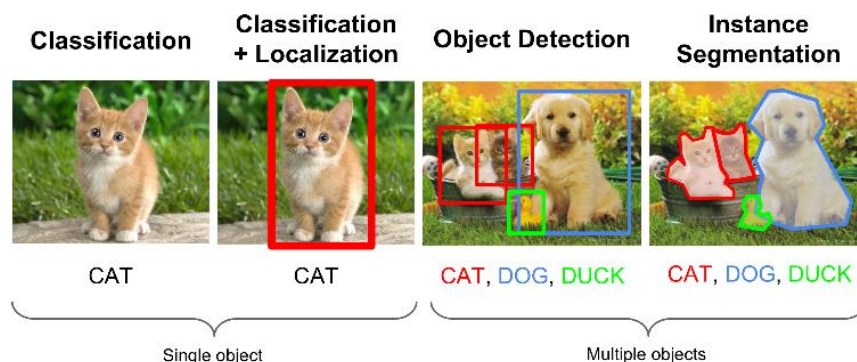 Classification
Classification
+ Localization
Object Detection
Instance
Segmentation
CAT
CAT
CAT, DOG, DUCK
CAT, DOG, DUCK
Single object
Multiple objects